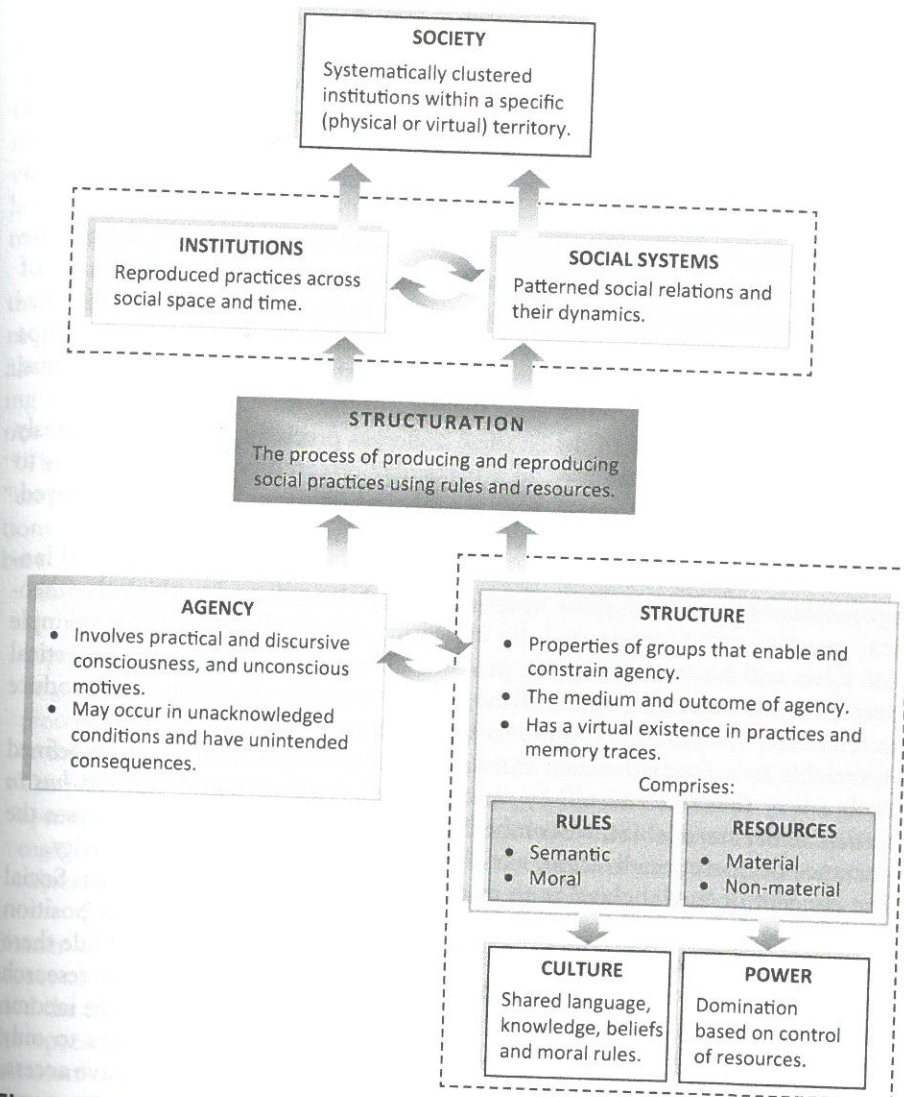 SOCIETY
Systematically clustered
institutions within a specific
(physical or virtual) territory.
INSTITUTIONS
Reproduced practices across
social space and time.
SOCIAL SYSTEMS
Patterned social relations and
their dynamics.
STRUCTURATION
The process of producing and reproducing
social practices using rules and resources.
AGENCY
• Involves practical and discursive
consciousness, and unconscious
motives.
• May occur in unacknowledged
conditions and have unintended
consequences.
STRUCTURE
• Properties of groups that enable and
constrain agency.
• The medium and outcome of agency.
• Has a virtual existence in practices and
memory traces.
Comprises:
RULES
• Semantic
• Moral
RESOURCES
• Material
• Non-material
CULTURE
Shared language,
knowledge, beliefs
and moral rules.
POWER
Domination
based on control
of resources.